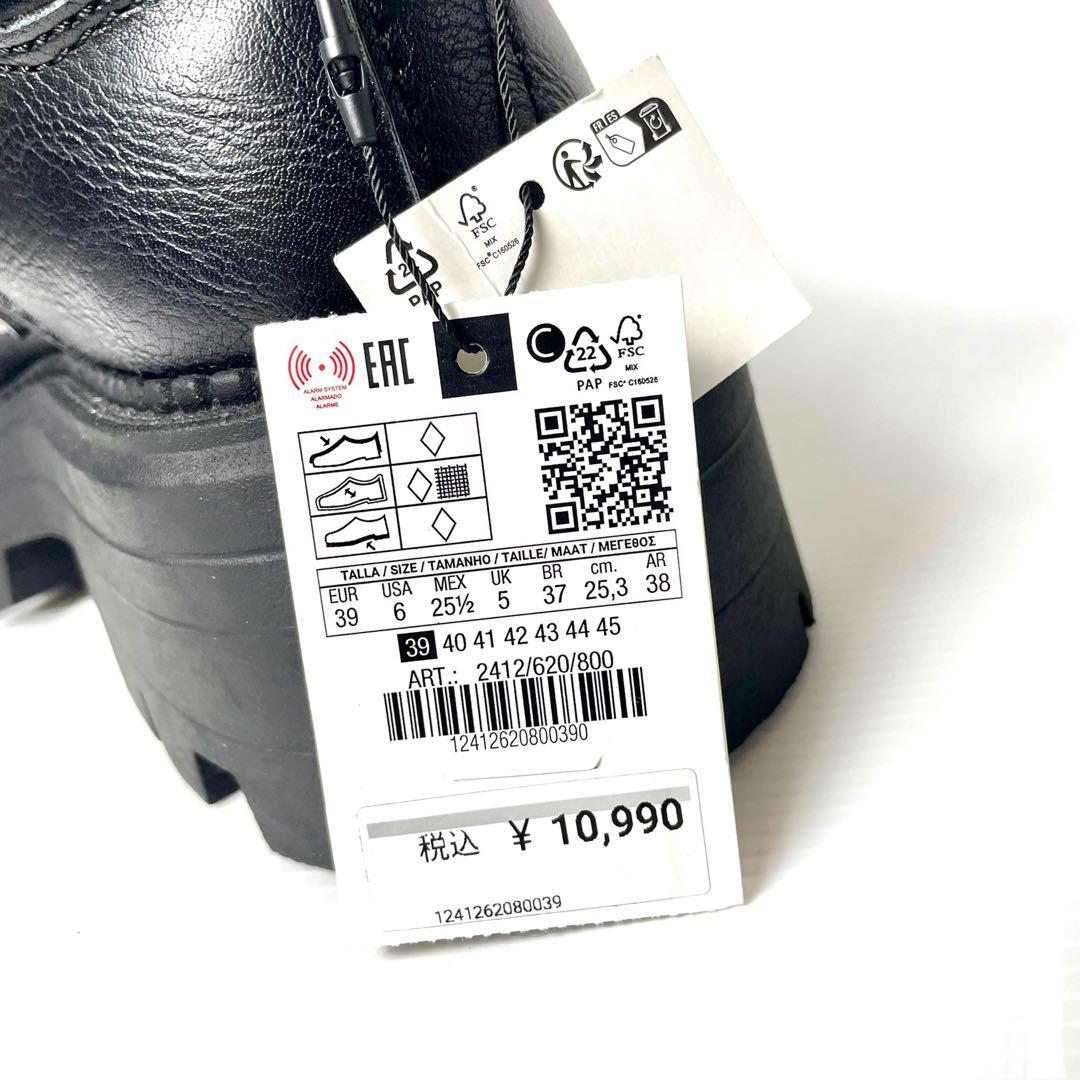 FR ES
FSC
MIX
FSC® C160526
PAP
ALARM SYSTEM
ALARMADO
ALARME
EAC
22
PAP
FSC
MIX
FSC® C160526
TALLA / SIZE / TAMANHO / TAILLE/ MAAT / ΜΕΓΕΘΟΣ
EUR USA MEX UK BR cm. AR
39 6 25½ 5 37 25,3 38
39 40 41 42 43 44 45
ART.: 2412/620/800
12412620800390
税込 ¥ 10,990
1241262080039